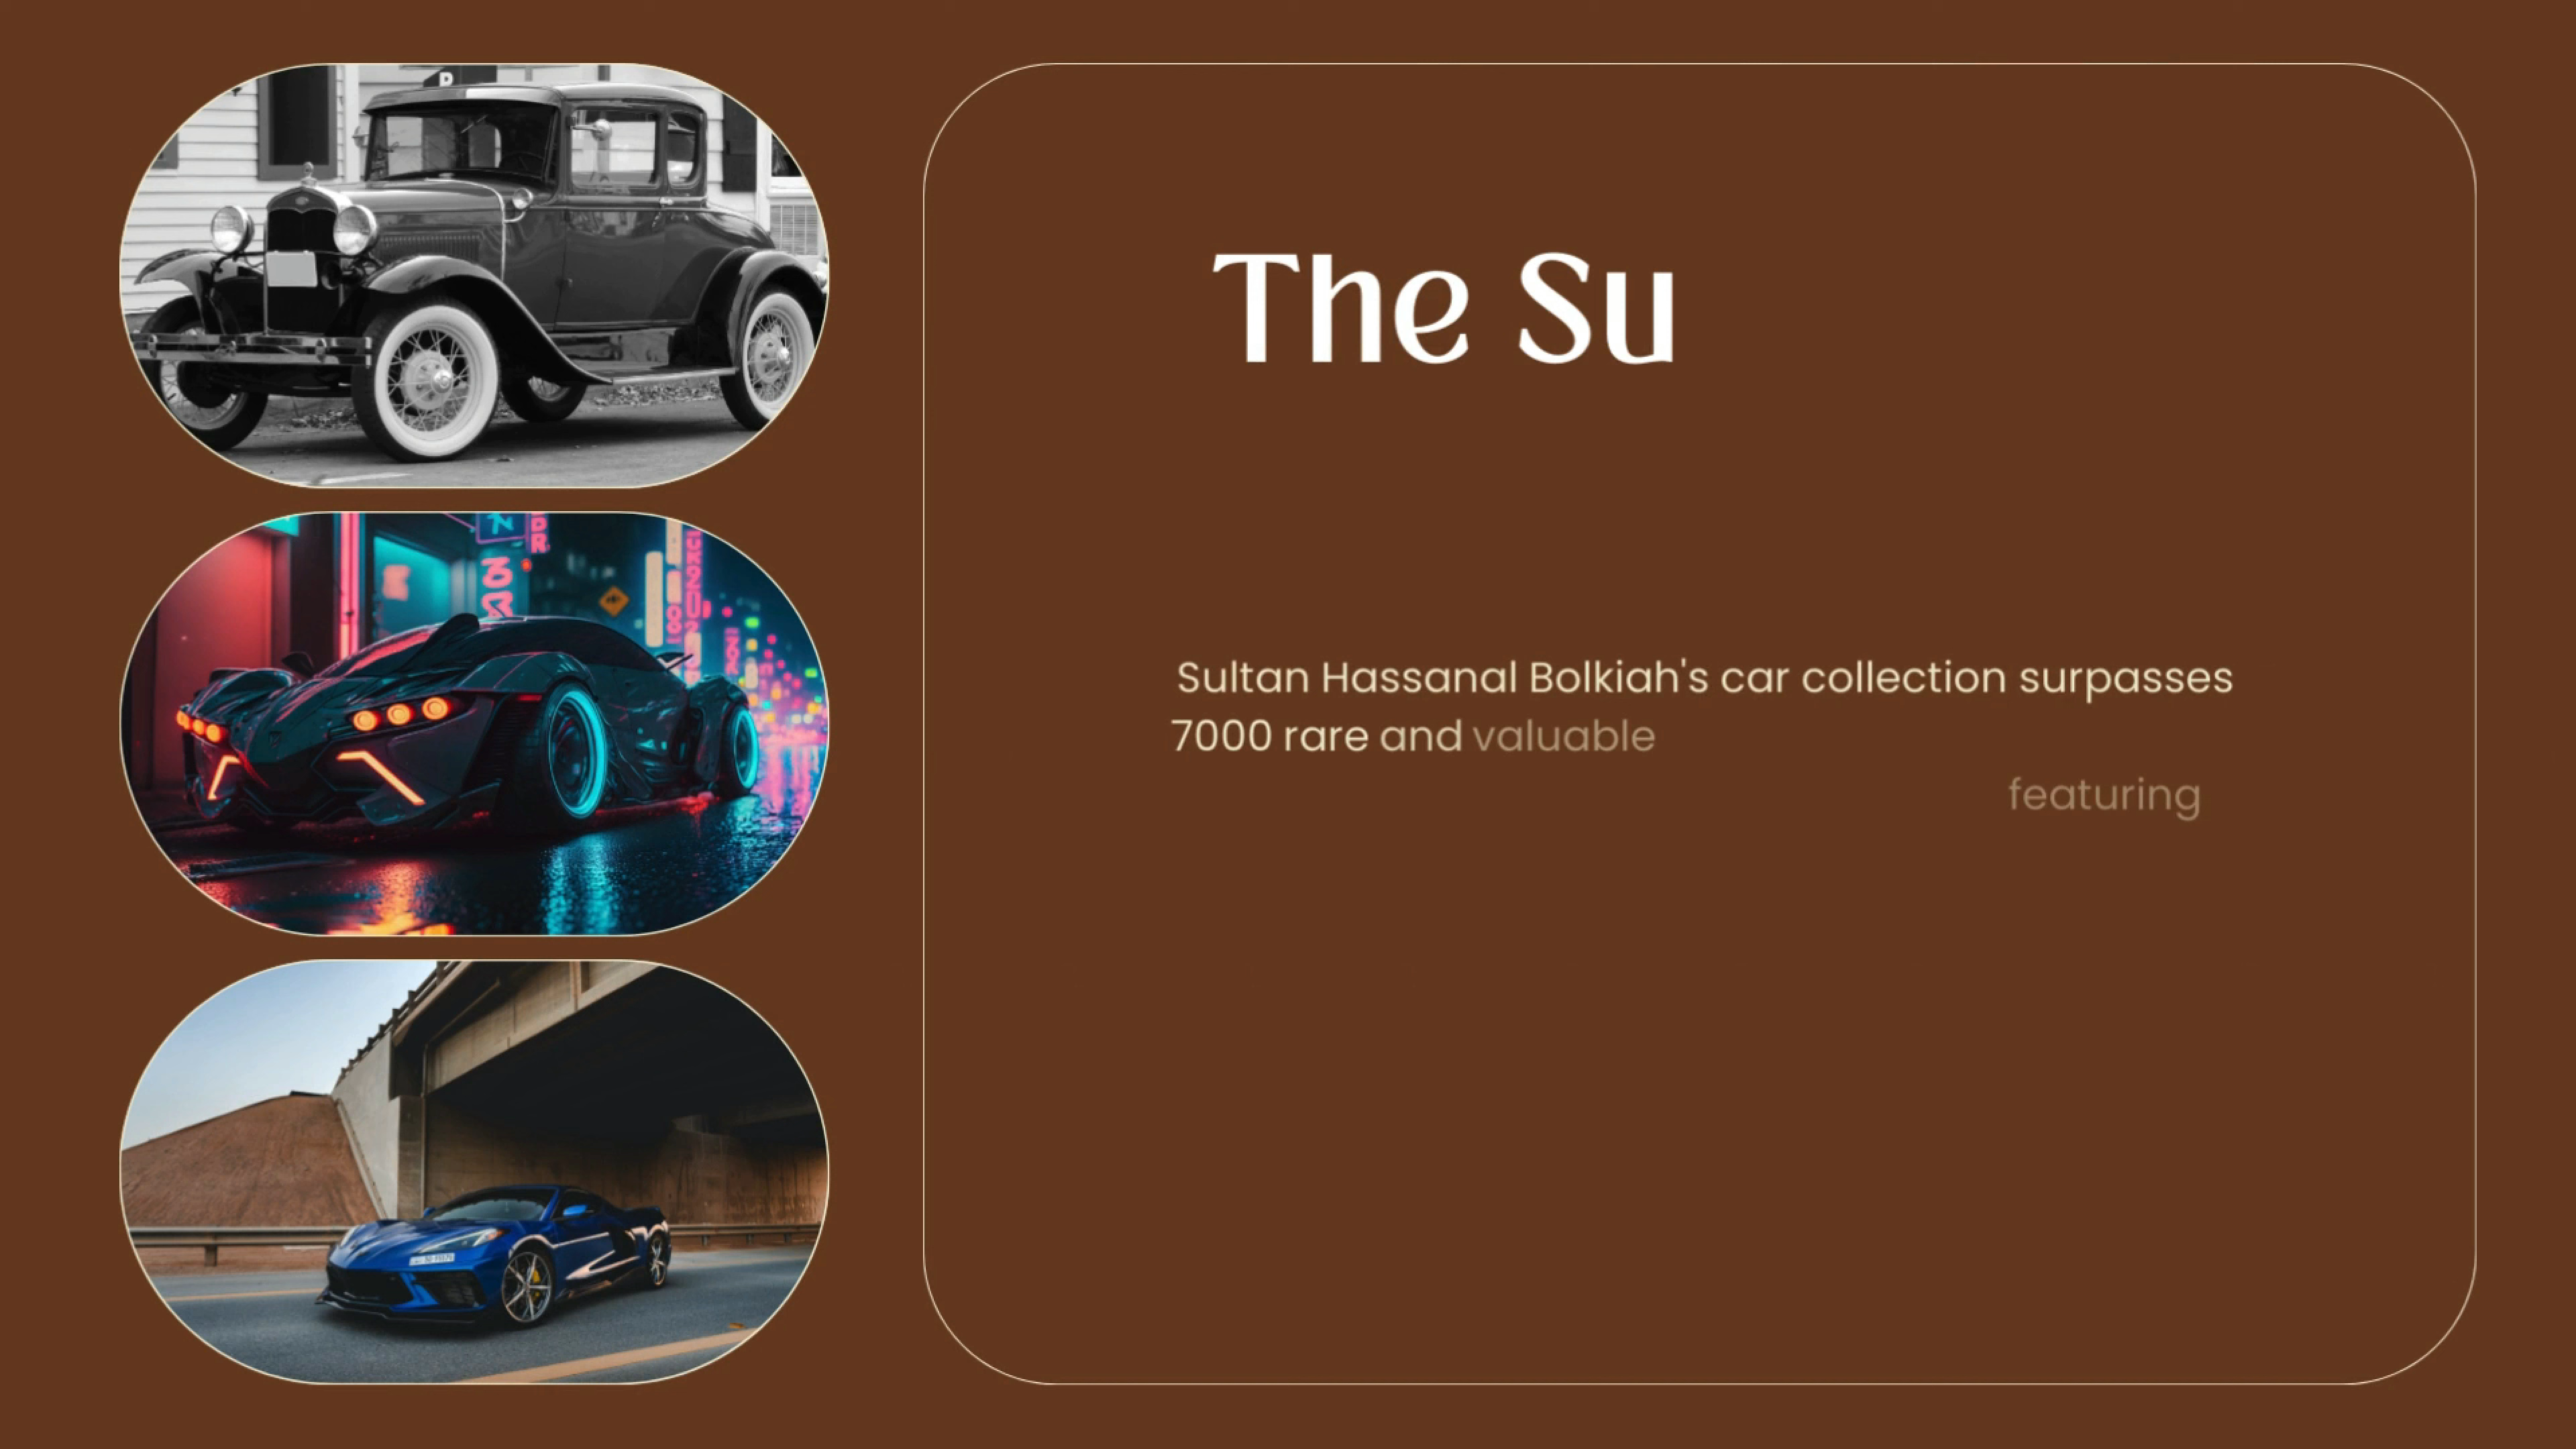 The Su
Sultan Hassanal Bolkiah's car collection surpasses
7000 rare and valuable
featuring